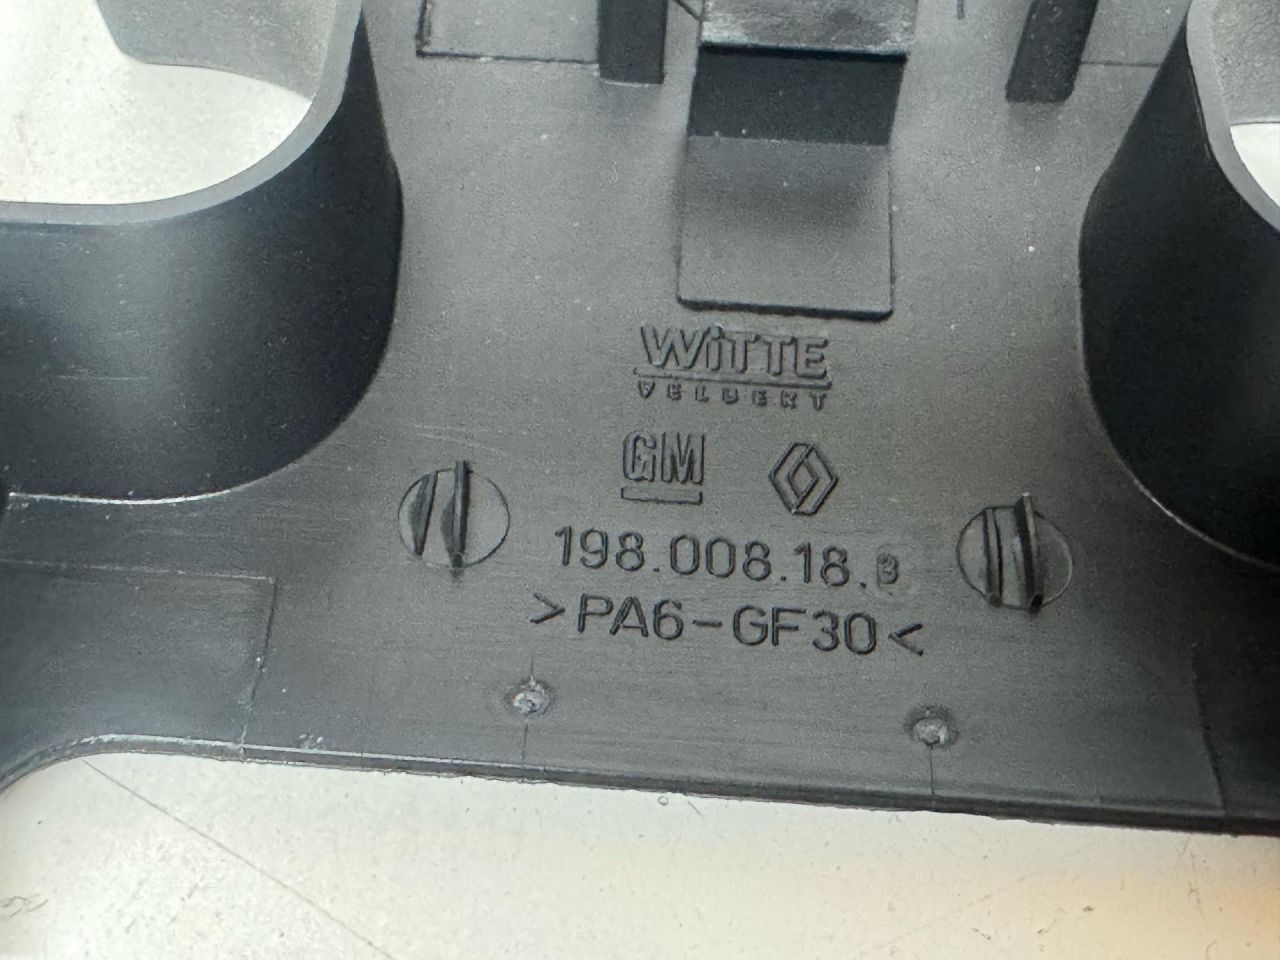 WiTTE
VELBERT
GM
198.008.18.
>PA6-GF30<